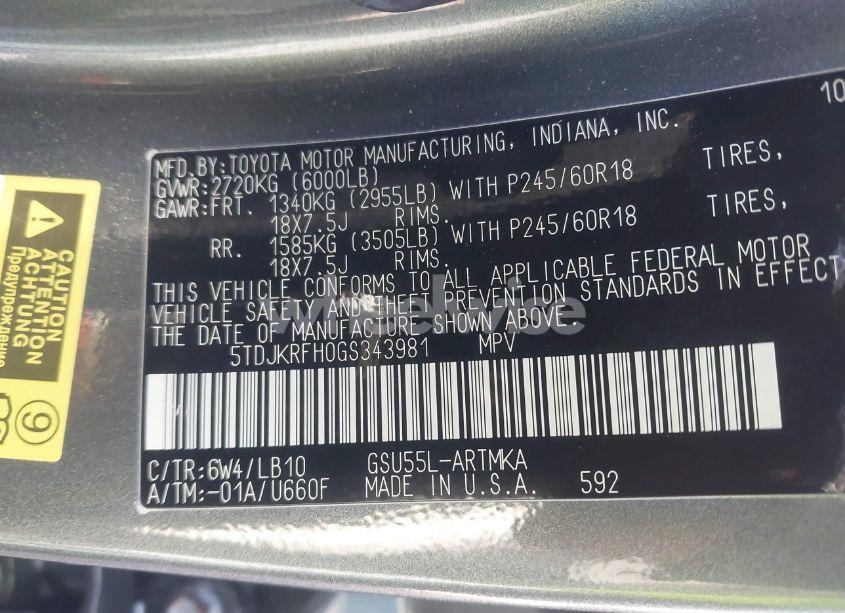 10
MFD.BY:TOYOTA MOTOR MANUFACTURING, INDIANA, INC.
GVWR:2720KG (6000LB)
GAWR:FRT. 1340KG (2955LB) WITH P245/60R18 TIRES,
18X7.5J RIMS.
RR. 1585KG (3505LB) WITH P245/60R18 TIRES,
18X7.5J RIMS.
THIS VEHICLE CONFORMS TO ALL APPLICABLE FEDERAL MOTOR
VEHICLE SAFETY AND THEFT PREVENTION STANDARDS IN EFFECT
THE DATE OF MANUFACTURE SHOWN ABOVE.
5TDJKRFH0GS343981 MPV
C/TR:6W4/LB10 GSU55L-ARTMKA
A/TM:-01A/U660F MADE IN U.S.A. 592
CAUTION
ATTENTION
ACHTUNG
Предупреждение
9